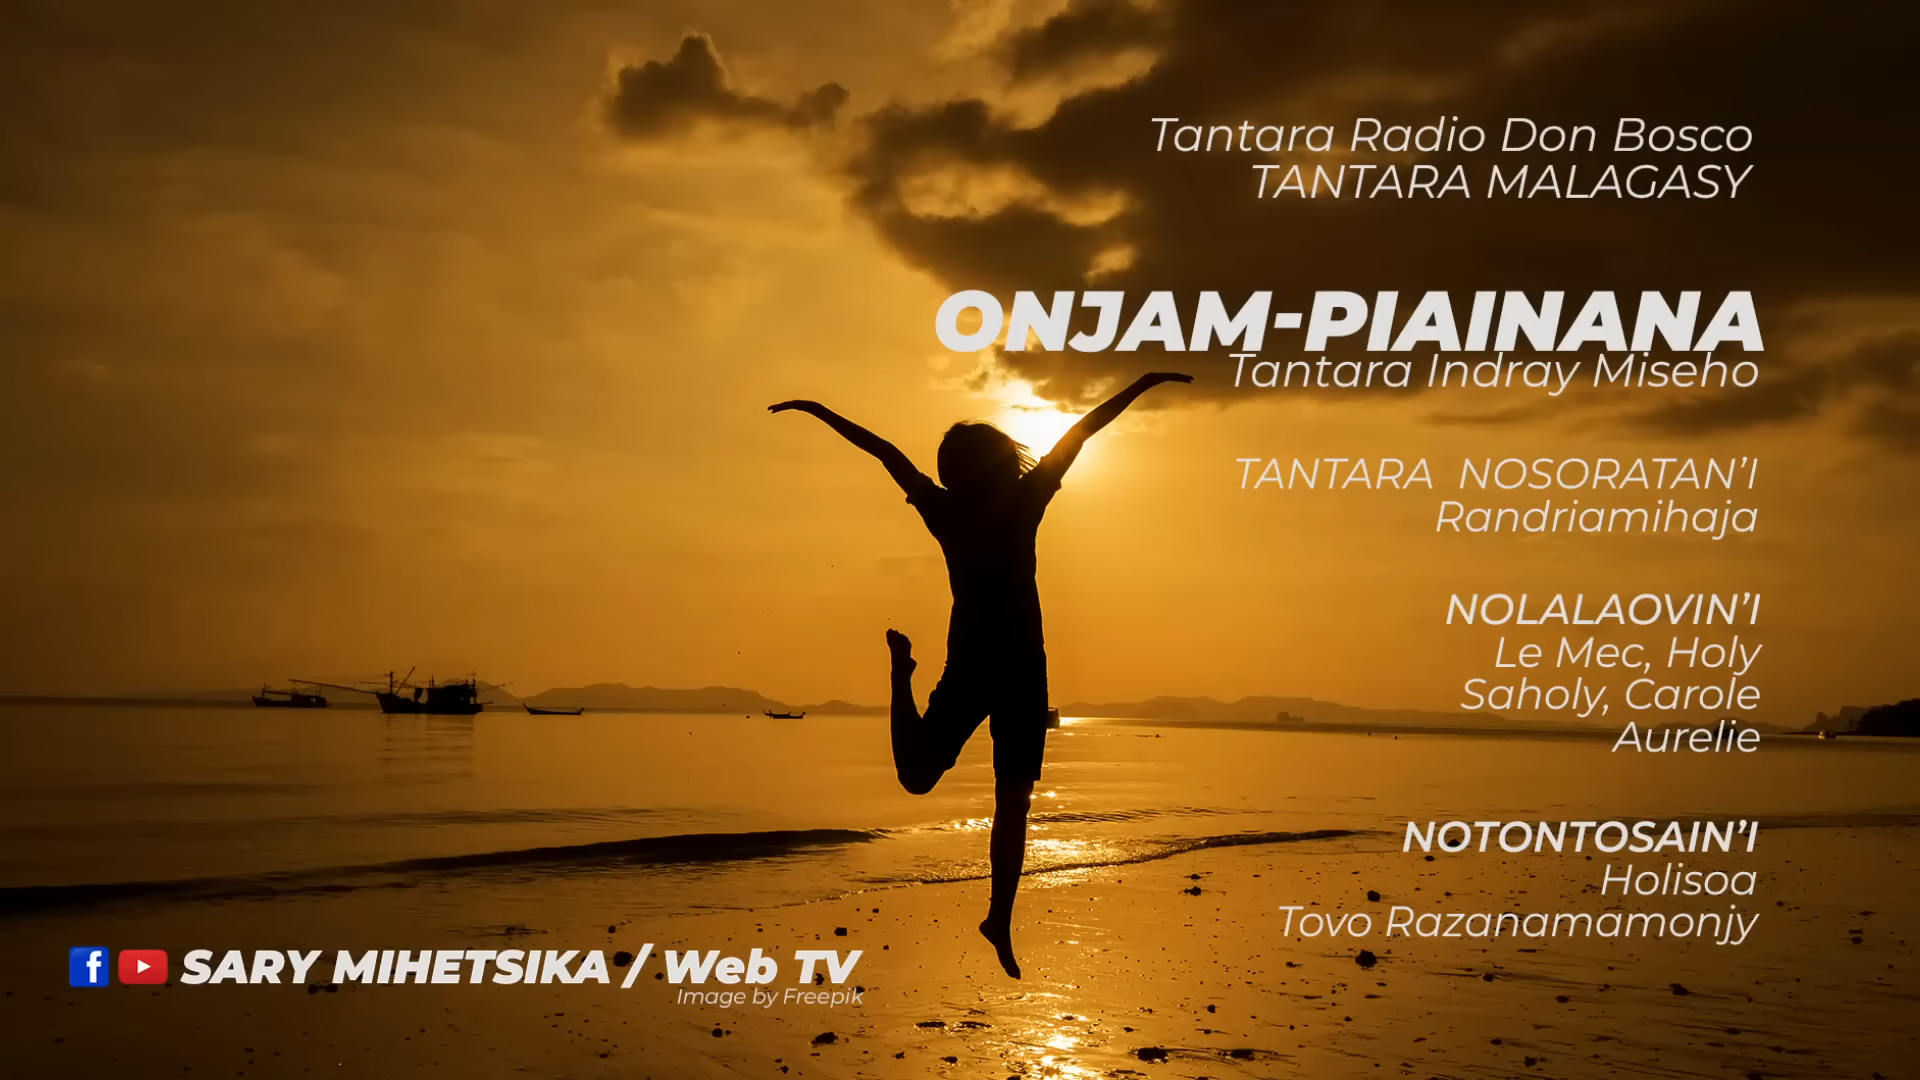 Tantara Radio Don Bosco
TANTARA MALAGASY
ONJAM-PIAINANA
Tantara Indray Miseho
TANTARA NOSORATAN’I
Randriamihaja
NOLALAOVIN’I
Le Mec, Holy
Saholy, Carole
Aurelie
NOTONTOSAIN’I
Holisoa
Tovo Razanamamonjy
f SARY MIHETSIKA / Web TV
Image by Freepik